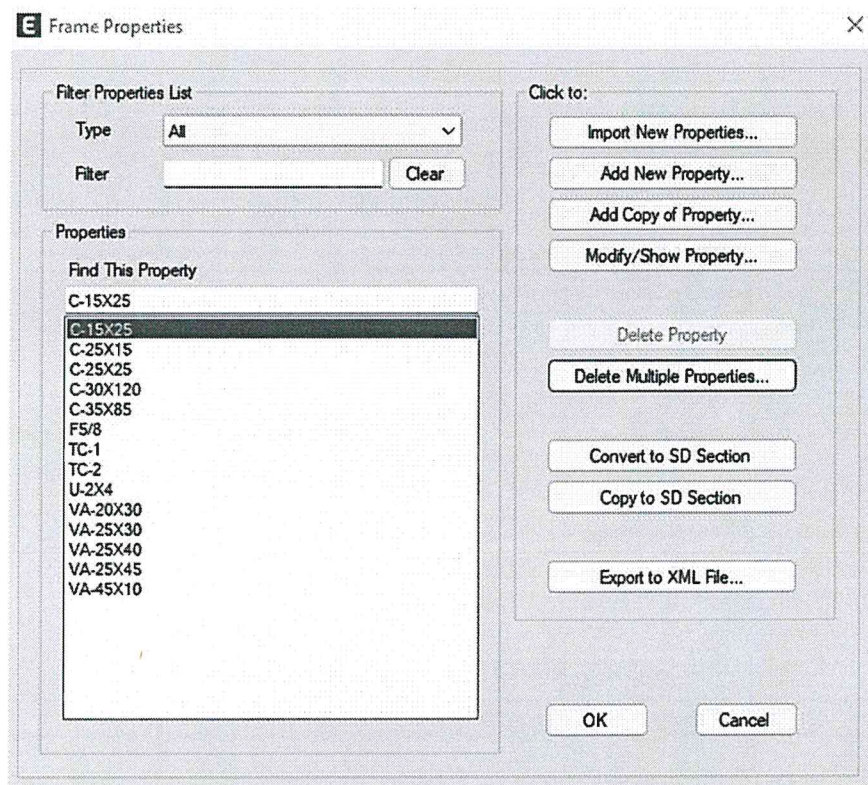 E Frame Properties
Filter Properties List
Type All
Filter Clear
Properties
Find This Property
C-15X25
C-15X25
C-25X15
C-25X25
C-30X120
C-35X85
F5/8
TC-1
TC-2
U-2X4
VA-20X30
VA-25X30
VA-25X40
VA-25X45
VA-45X10
Click to:
Import New Properties...
Add New Property...
Add Copy of Property...
Modify/Show Property...
Delete Property
Delete Multiple Properties...
Convert to SD Section
Copy to SD Section
Export to XML File...
OK Cancel